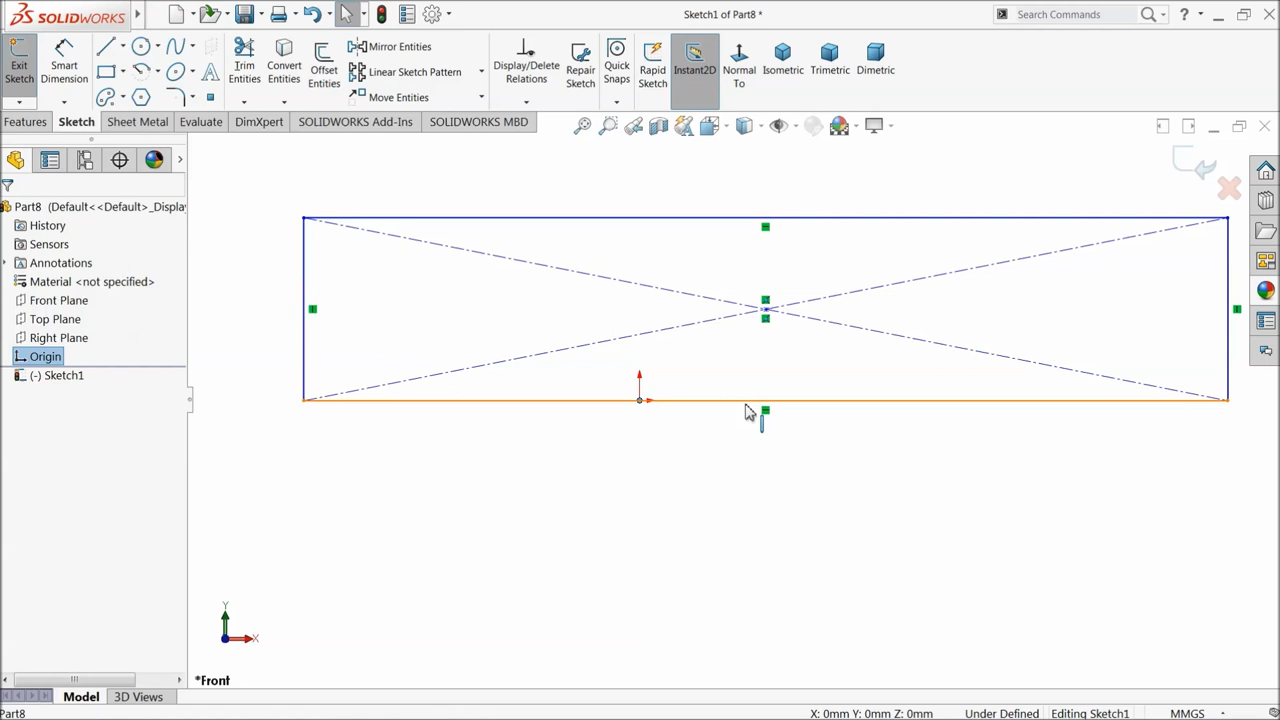 SOLIDWORKS
Sketch1 of Part8 *
Search Commands
?
Exit Sketch
Smart Dimension
Trim Entities
Convert Entities
Offset Entities
Mirror Entities
Linear Sketch Pattern
Move Entities
Display/Delete Relations
Repair Sketch
Quick Snaps
Rapid Sketch
Instant2D
Normal To
Isometric
Trimetric
Dimetric
Features
Sketch
Sheet Metal
Evaluate
DimXpert
SOLIDWORKS Add-Ins
SOLIDWORKS MBD
Part8 (Default<<Default>_Display
History
Sensors
Annotations
Material <not specified>
Front Plane
Top Plane
Right Plane
Origin
(-) Sketch1
Y
X
*Front
Model
3D Views
Part8
X: 0mm Y: 0mm Z: 0mm
Under Defined
Editing Sketch1
MMGS